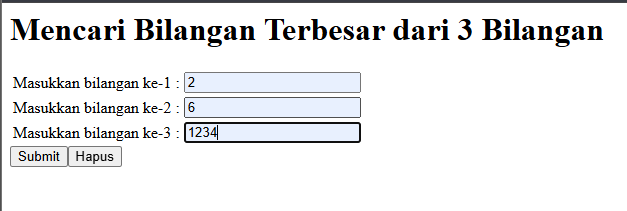 Mencari Bilangan Terbesar dari 3 Bilangan
Masukkan bilangan ke-1 : 2
Masukkan bilangan ke-2 : 6
Masukkan bilangan ke-3 : 1234
Submit Hapus